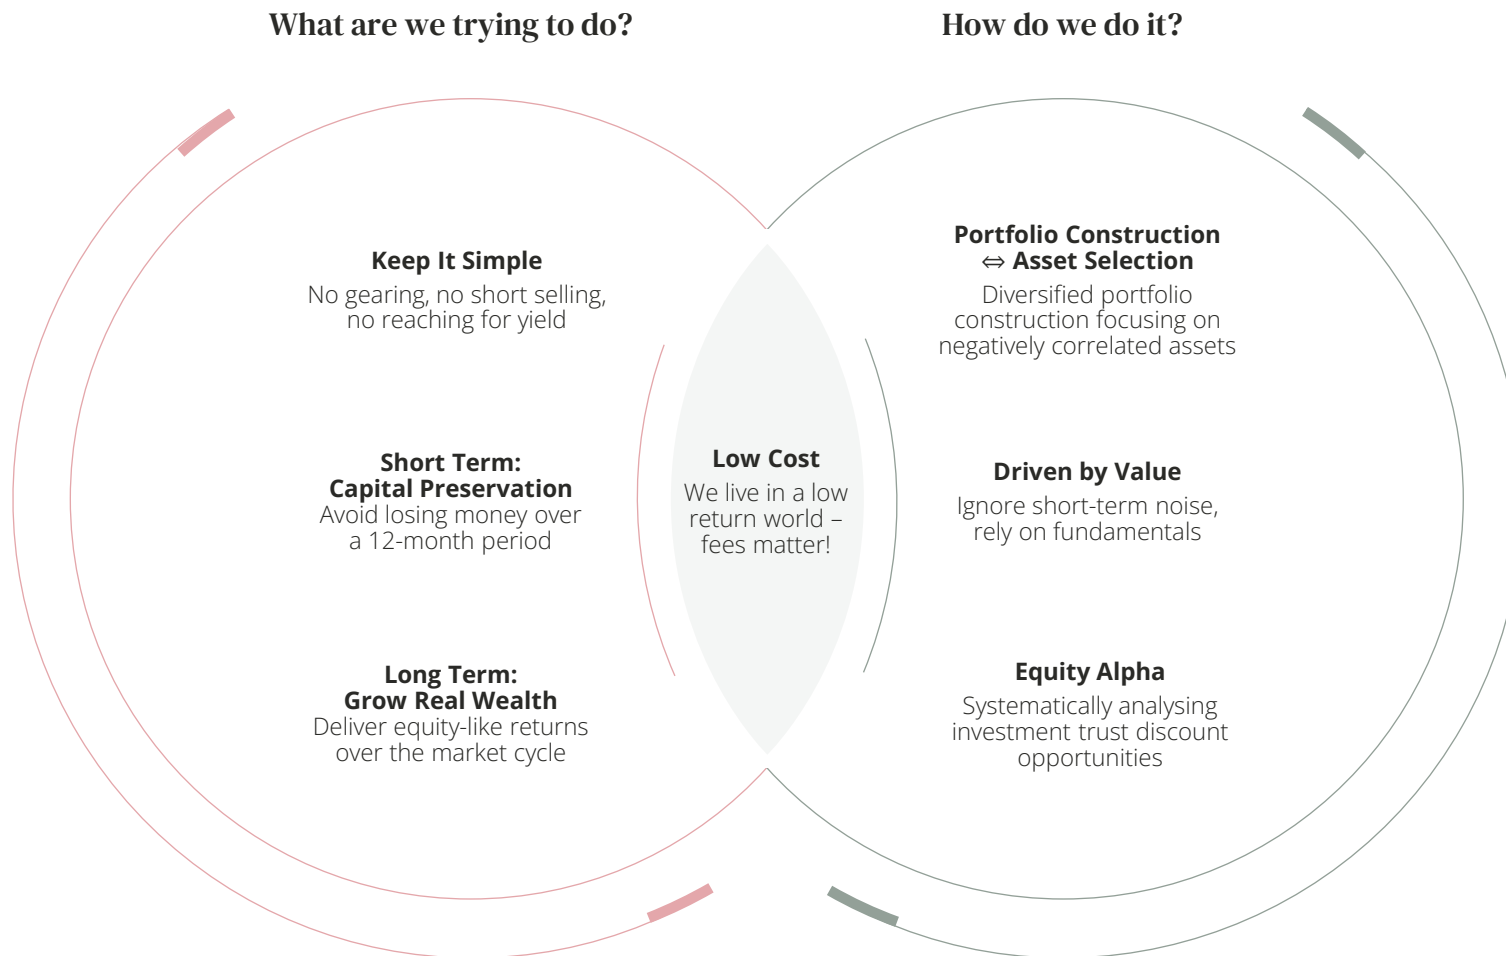 What are we trying to do?
How do we do it?
Keep It Simple
No gearing, no short selling,
no reaching for yield
Short Term:
Capital Preservation
Avoid losing money over
a 12-month period
Long Term:
Grow Real Wealth
Deliver equity-like returns
over the market cycle
Low Cost
We live in a low
return world –
fees matter!
Portfolio Construction
⇔ Asset Selection
Diversified portfolio
construction focusing on
negatively correlated assets
Driven by Value
Ignore short-term noise,
rely on fundamentals
Equity Alpha
Systematically analysing
investment trust discount
opportunities